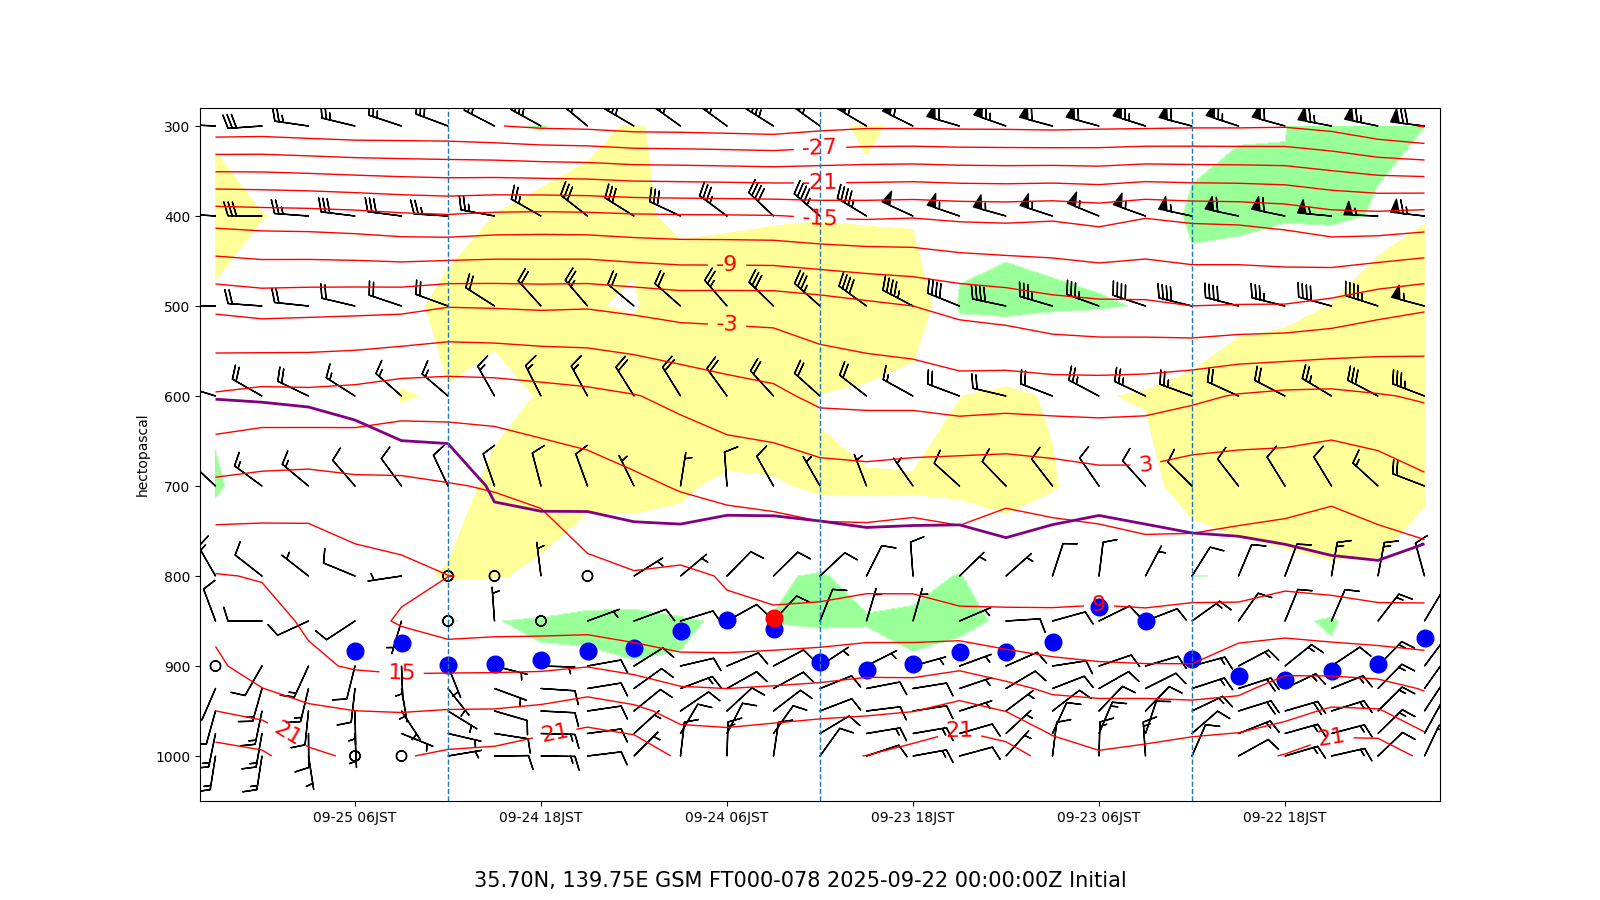 300
400
500
600
700
800
900
1000
hectopascal
-27
-21
-15
-9
-3
3
9
15
21
21
21
21
09-25 06JST
09-24 18JST
09-24 06JST
09-23 18JST
09-23 06JST
09-22 18JST
35.70N, 139.75E GSM FT000-078 2025-09-22 00:00:00Z Initial